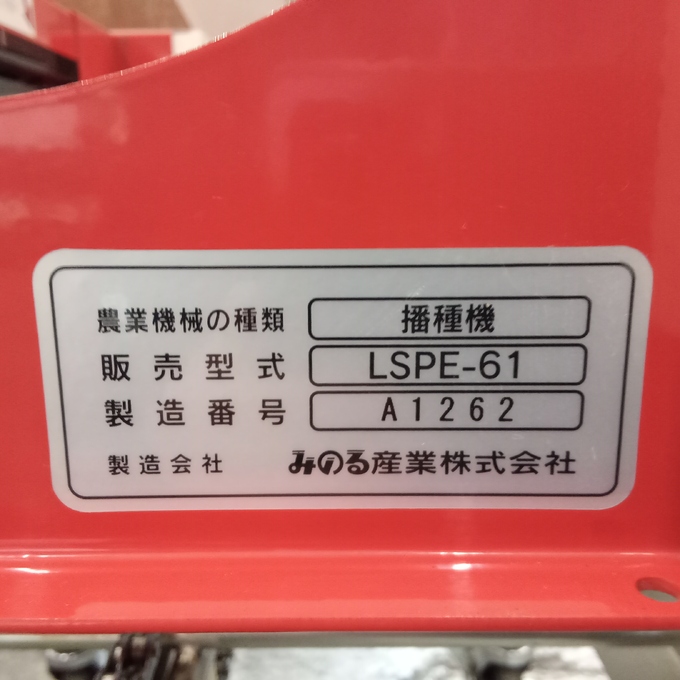 農業機械の種類 播種機
販売型式 LSPE-61
製造番号 A1262
製造会社 みのる産業株式会社